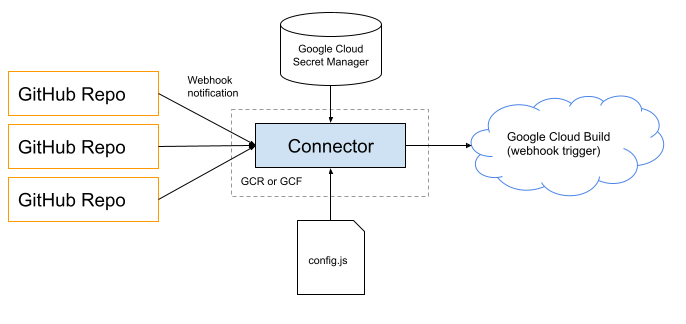 Google Cloud
Secret Manager
Webhook
notification
GitHub Repo
GitHub Repo
GitHub Repo
Connector
GCR or GCF
Google Cloud Build
(webhook trigger)
config.js